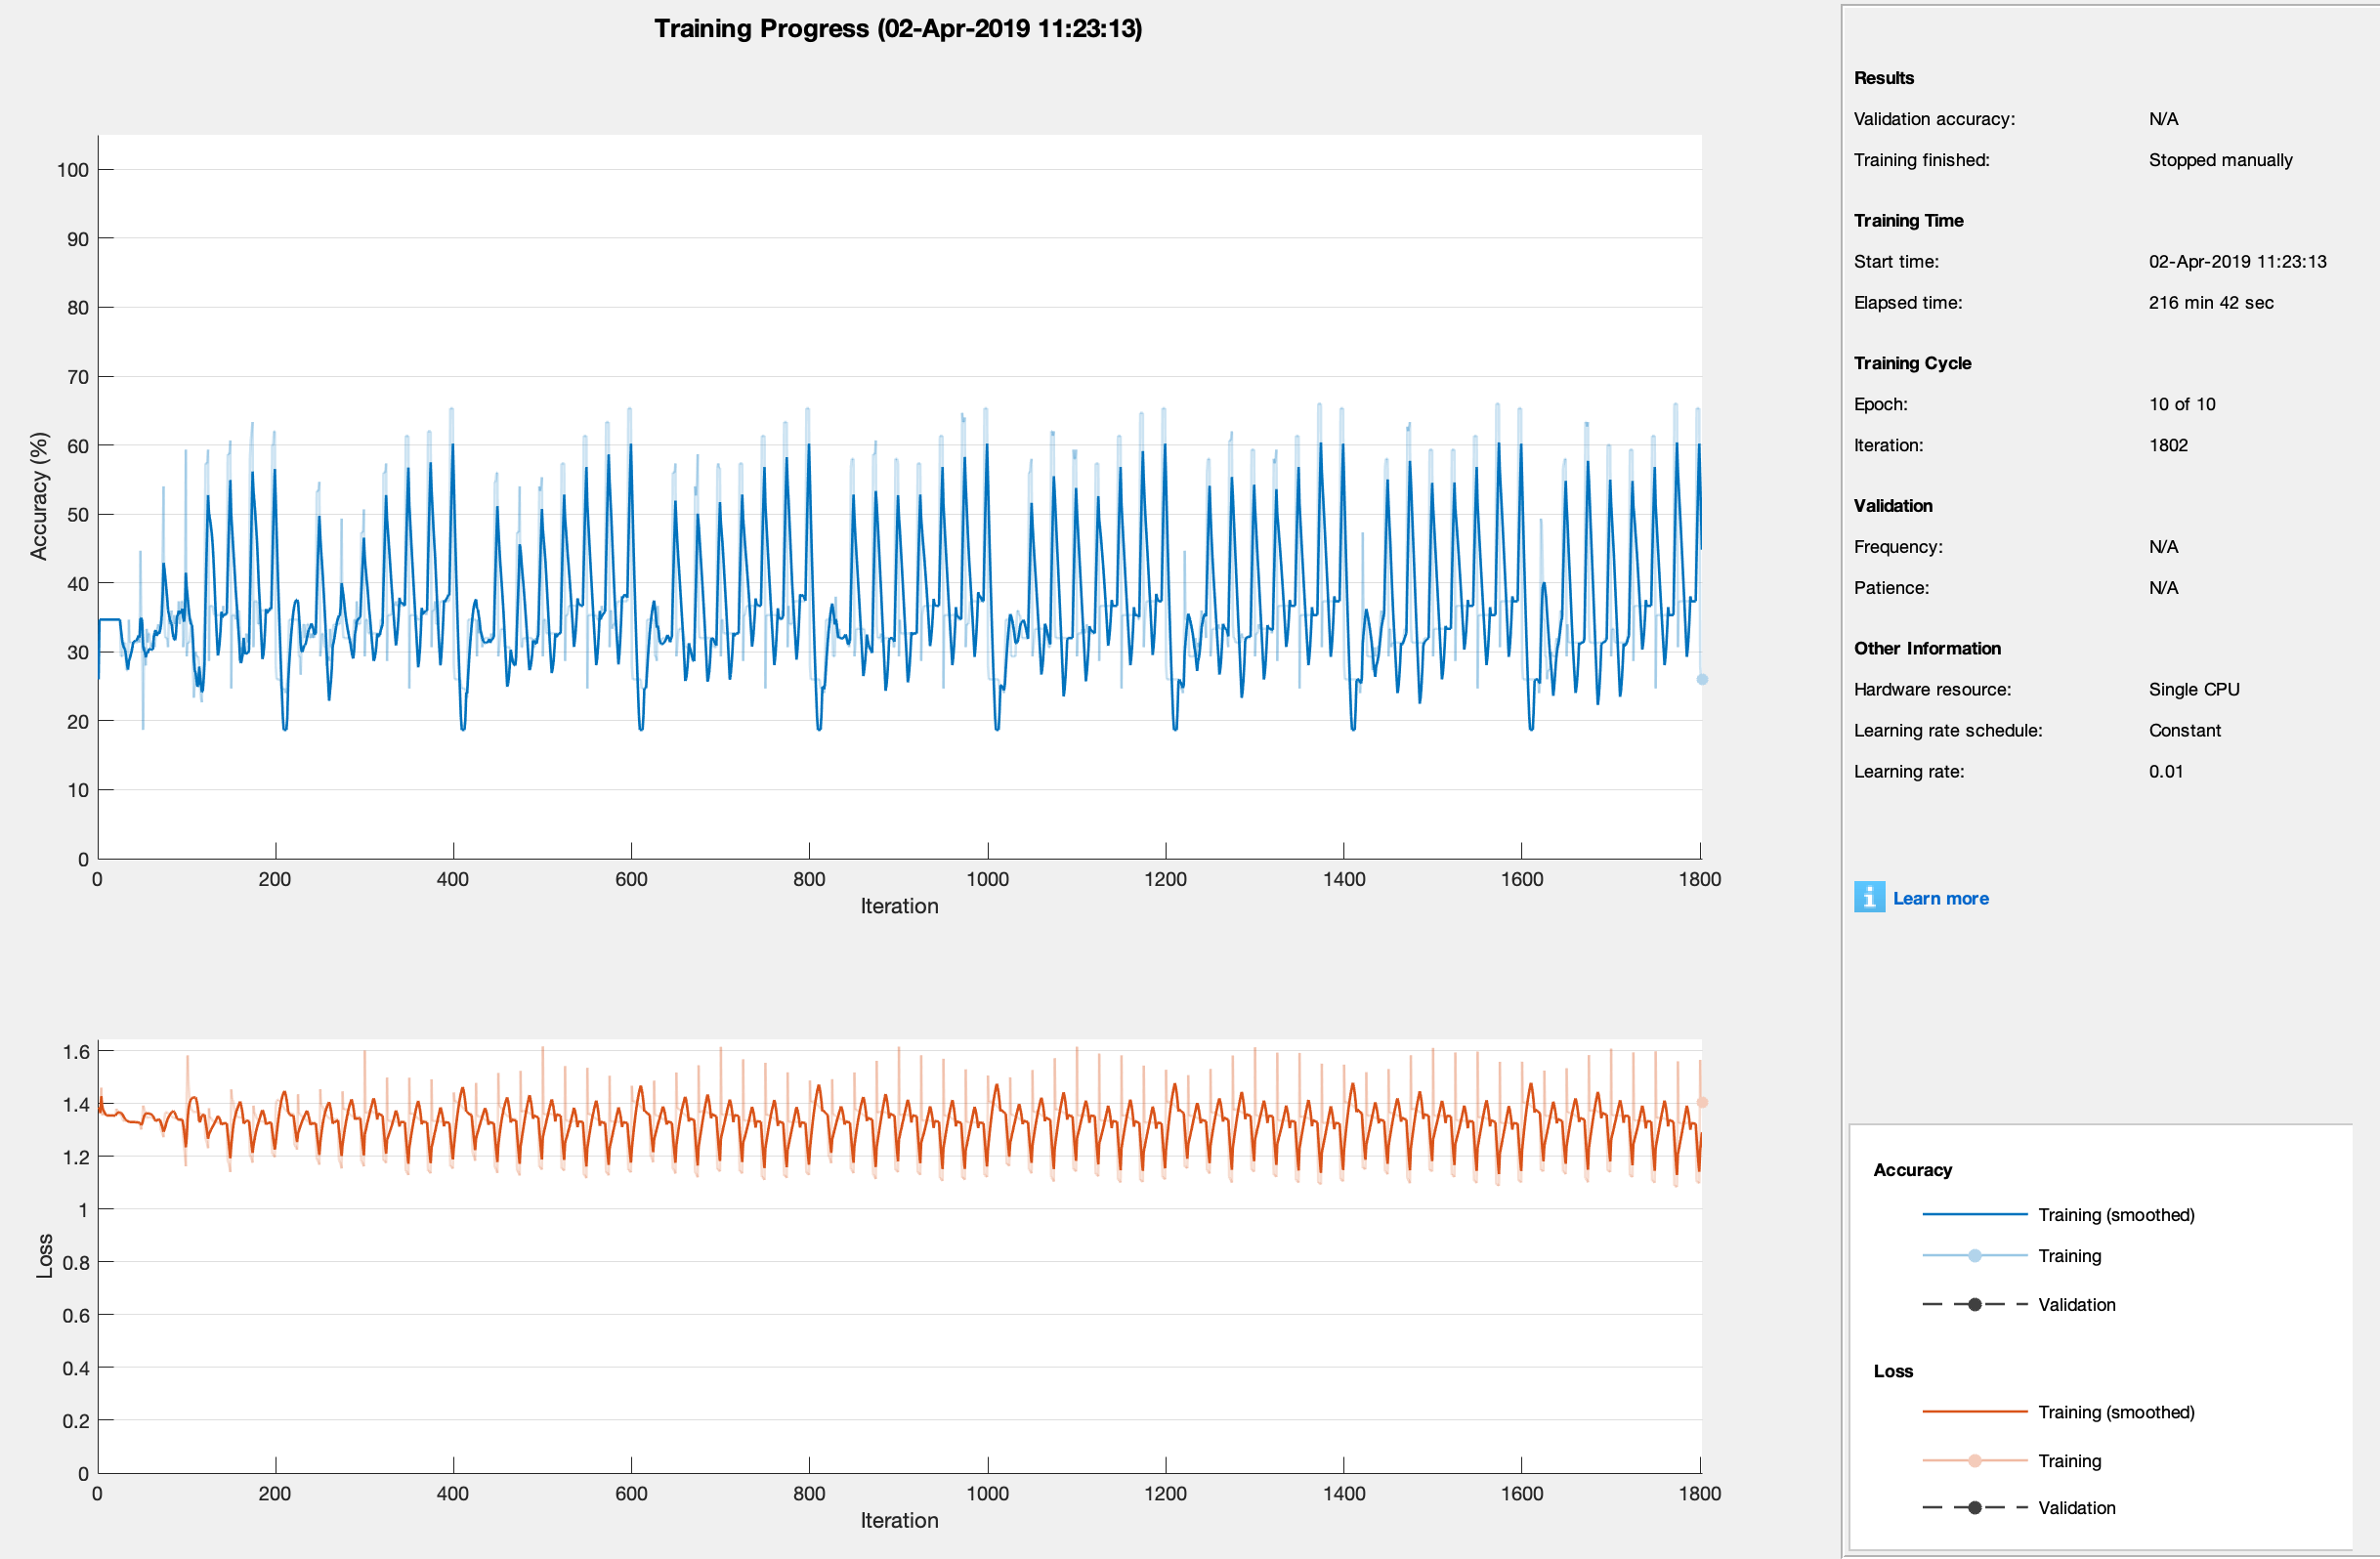 Training Progress (02-Apr-2019 11:23:13)
100
90
80
70
60
50
40
30
20
10
0
Accuracy (%)
0 200 400 600 800 1000 1200 1400 1600 1800
Iteration
1.6
1.4
1.2
1
0.8
0.6
0.4
0.2
0
Loss
0 200 400 600 800 1000 1200 1400 1600 1800
Iteration
Results
Validation accuracy: N/A
Training finished: Stopped manually
Training Time
Start time: 02-Apr-2019 11:23:13
Elapsed time: 216 min 42 sec
Training Cycle
Epoch: 10 of 10
Iteration: 1802
Validation
Frequency: N/A
Patience: N/A
Other Information
Hardware resource: Single CPU
Learning rate schedule: Constant
Learning rate: 0.01
i Learn more
Accuracy
Training (smoothed)
Training
Validation
Loss
Training (smoothed)
Training
Validation